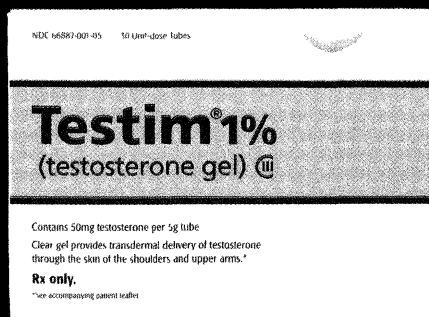 NDC 66887-001-05 30 Unit-dose Tubes
Testim®1%
(testosterone gel) CIII
Contains 50mg testosterone per 5g tube
Clear gel provides transdermal delivery of testosterone
through the skin of the shoulders and upper arms.*
Rx only.
*See accompanying patient leaflet